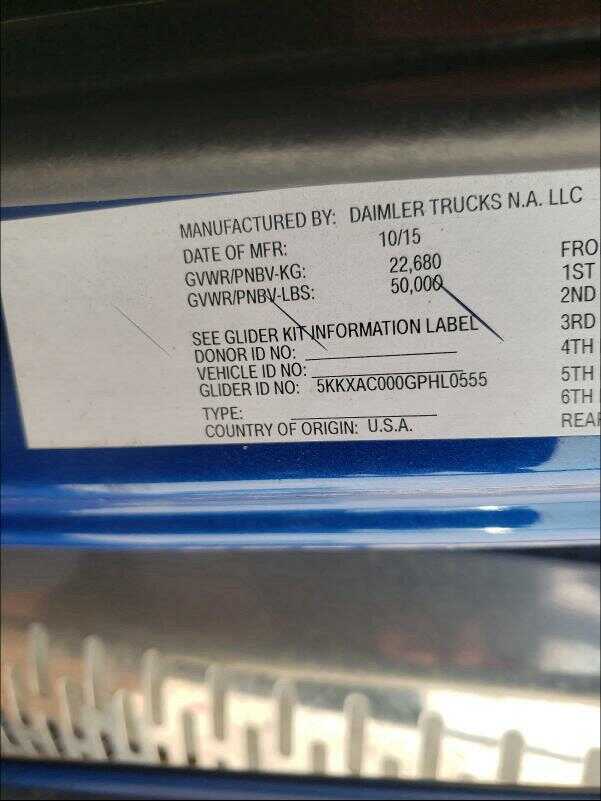 MANUFACTURED BY: DAIMLER TRUCKS N.A. LLC
DATE OF MFR: 10/15
GVWR/PNBV-KG: 22,680
GVWR/PNBV-LBS: 50,000
SEE GLIDER KIT INFORMATION LABEL
DONOR ID NO:
VEHICLE ID NO:
GLIDER ID NO: 5KKXAC000GPHL0555
TYPE:
COUNTRY OF ORIGIN: U.S.A.
FRO
1ST
2ND
3RD
4TH
5TH
6TH
REAR